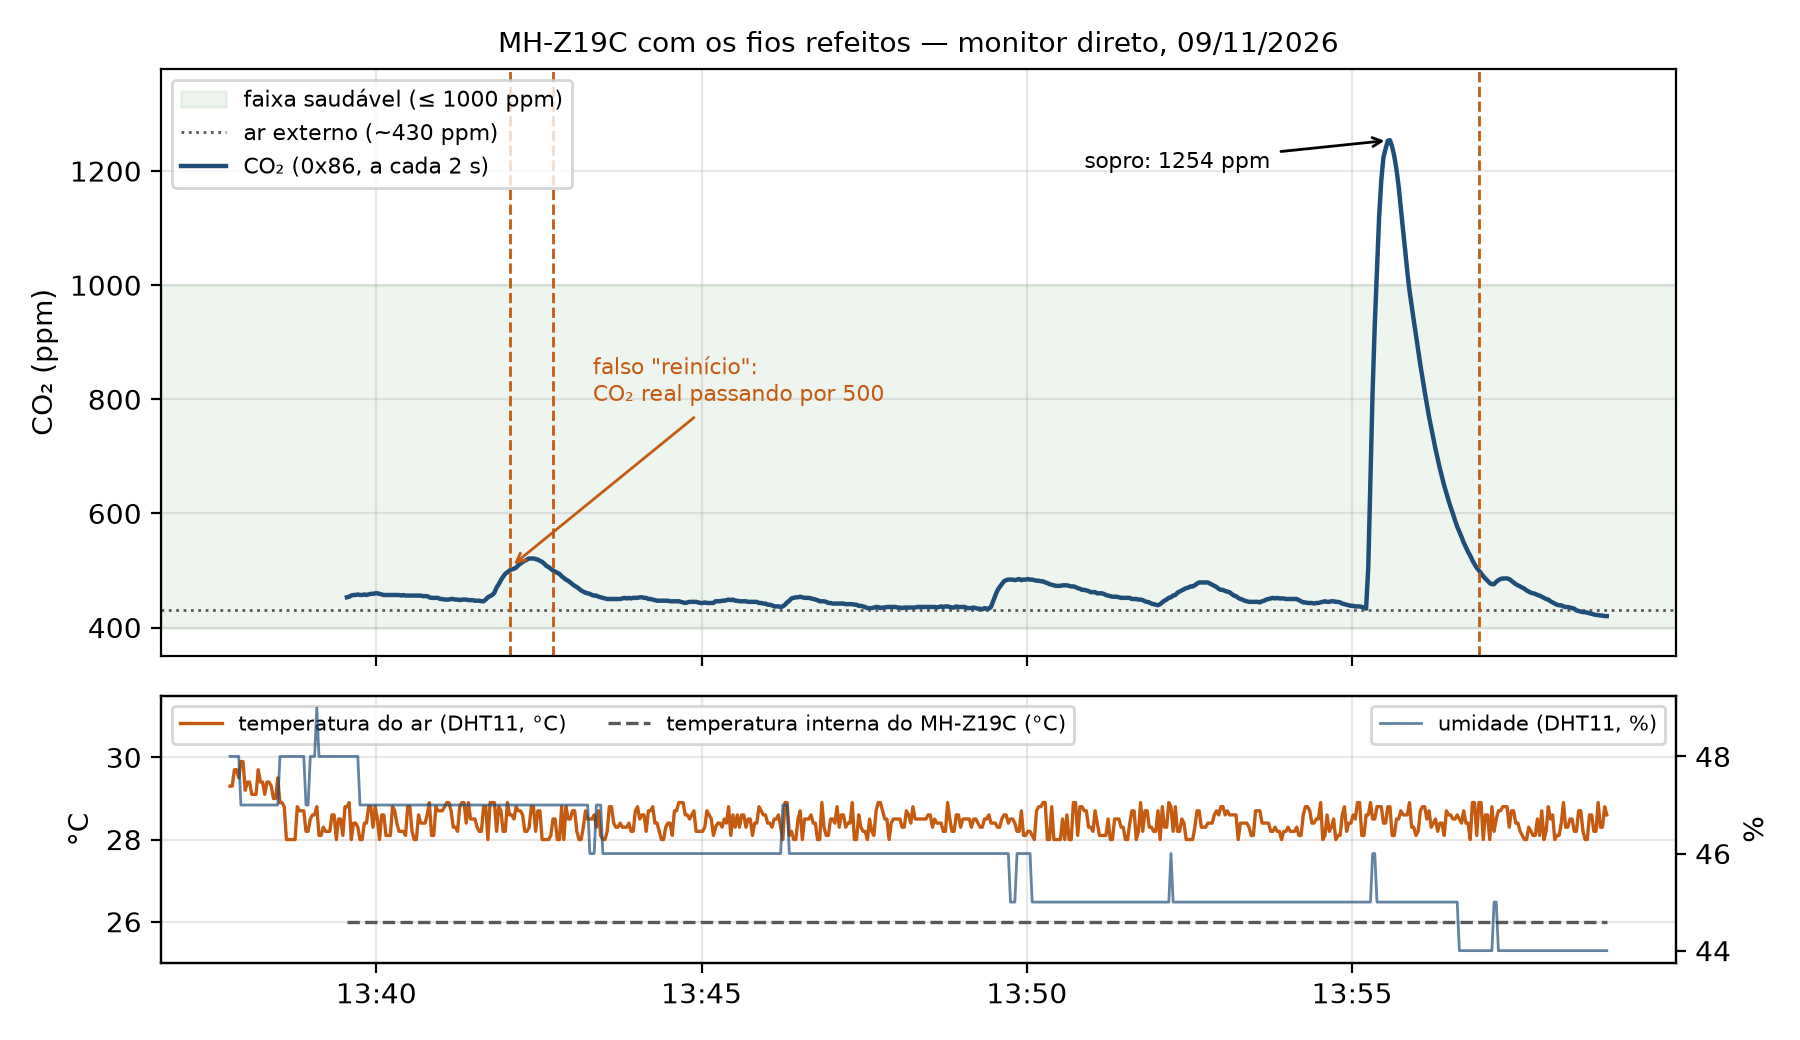 MH-Z19C com os fios refeitos — monitor direto, 09/11/2026
faixa saudável (≤ 1000 ppm)
ar externo (~430 ppm)
CO₂ (0x86, a cada 2 s)
sopro: 1254 ppm
falso "reinício":
CO₂ real passando por 500
CO₂ (ppm)
1200
1000
800
600
400
temperatura do ar (DHT11, °C)
temperatura interna do MH-Z19C (°C)
umidade (DHT11, %)
°C
30
28
26
48
46
44
%
13:40
13:45
13:50
13:55